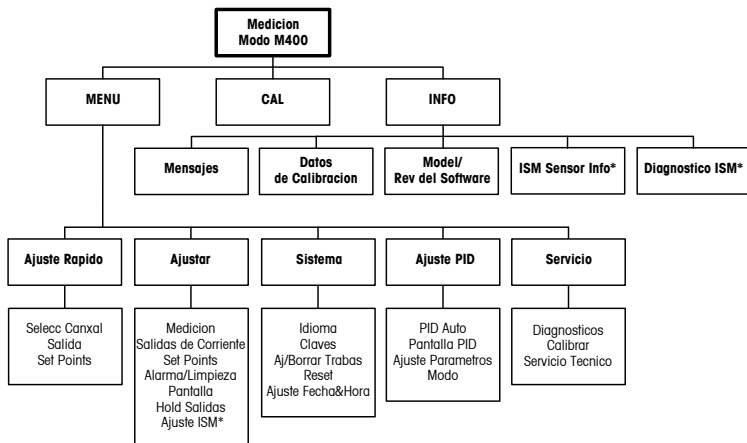 Medicion
Modo M400
MENU
CAL
INFO
Mensajes
Datos
de Calibracion
Model/
Rev del Software
ISM Sensor Info*
Diagnostico ISM*
Ajuste Rapido
Ajustar
Sistema
Ajuste PID
Servicio
Selecc Canxal
Salida
Set Points
Medicion
Salidas de Corriente
Set Points
Alarma/Limpieza
Pantalla
Hold Salidas
Ajuste ISM*
Idioma
Claves
Aj/Borrar Trabas
Reset
Ajuste Fecha&Hora
PID Auto
Pantalla PID
Ajuste Parametros
Modo
Diagnosticos
Calibrar
Servicio Tecnico